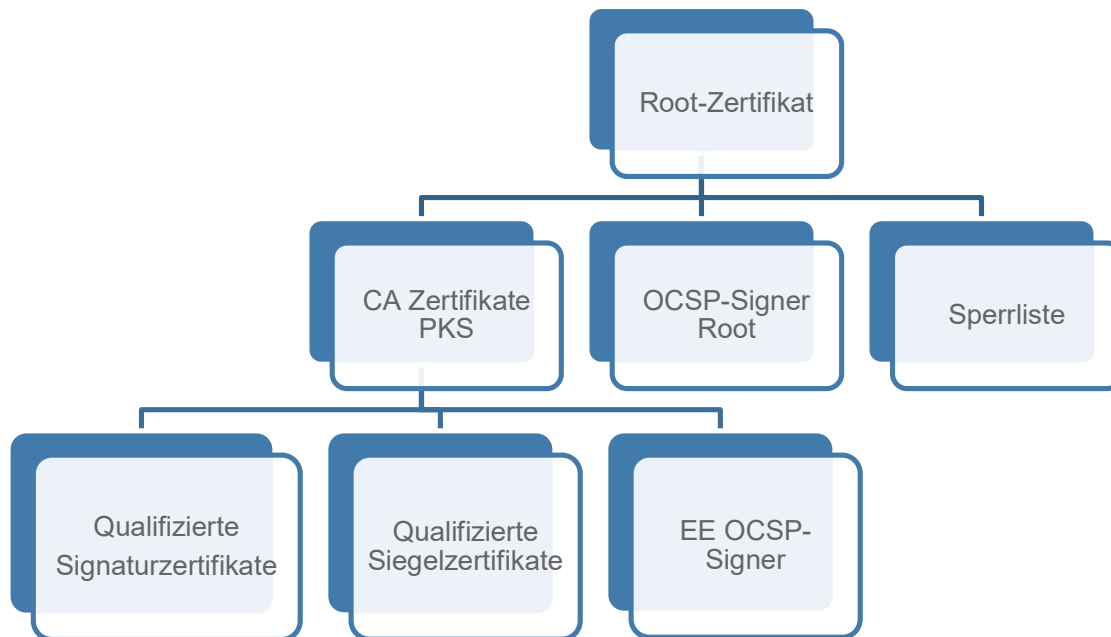 Root-Zertifikat
CA Zertifikate
PKS
OCSP-Signer
Root
Sperrliste
Qualifizierte
Signaturzertifikate
Qualifizierte
Siegelzertifikate
EE OCSP-
Signer